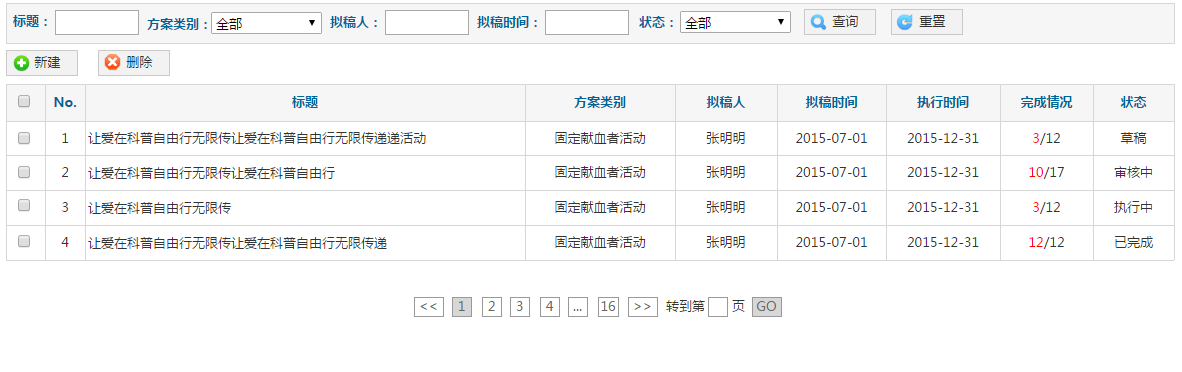 标题： 方案类别： 全部 拟稿人： 拟稿时间： 状态： 全部 查询 重置
新建 删除
No. 标题 方案类别 拟稿人 拟稿时间 执行时间 完成情况 状态
1 让爱在科普自由行无限传让爱在科普自由行无限传递递活动 固定献血者活动 张明明 2015-07-01 2015-12-31 3/12 草稿
2 让爱在科普自由行无限传让爱在科普自由行 固定献血者活动 张明明 2015-07-01 2015-12-31 10/17 审核中
3 让爱在科普自由行无限传 固定献血者活动 张明明 2015-07-01 2015-12-31 3/12 执行中
4 让爱在科普自由行无限传让爱在科普自由行无限传递 固定献血者活动 张明明 2015-07-01 2015-12-31 12/12 已完成
<< 1 2 3 4 ... 16 >> 转到第 页 GO